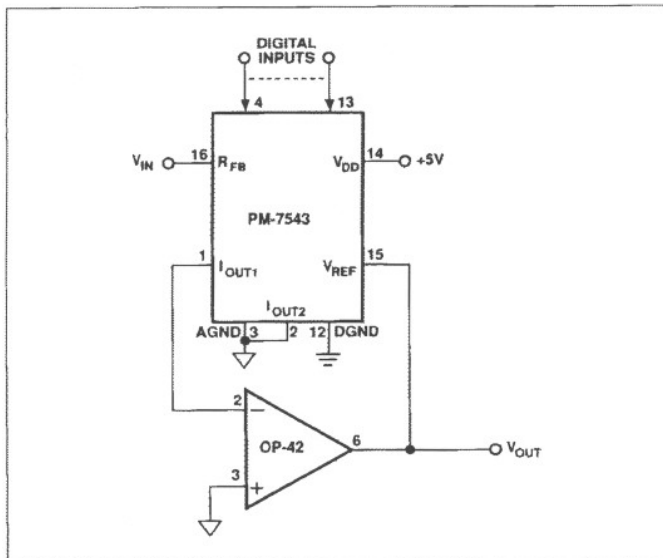 DIGITAL
INPUTS
4 13
V_IN 16 R_FB V_DD 14 +5V
PM-7543
1 I_OUT1 V_REF 15
I_OUT2
AGND 3 2 12 DGND
2 −
OP-42 6 V_OUT
3 +